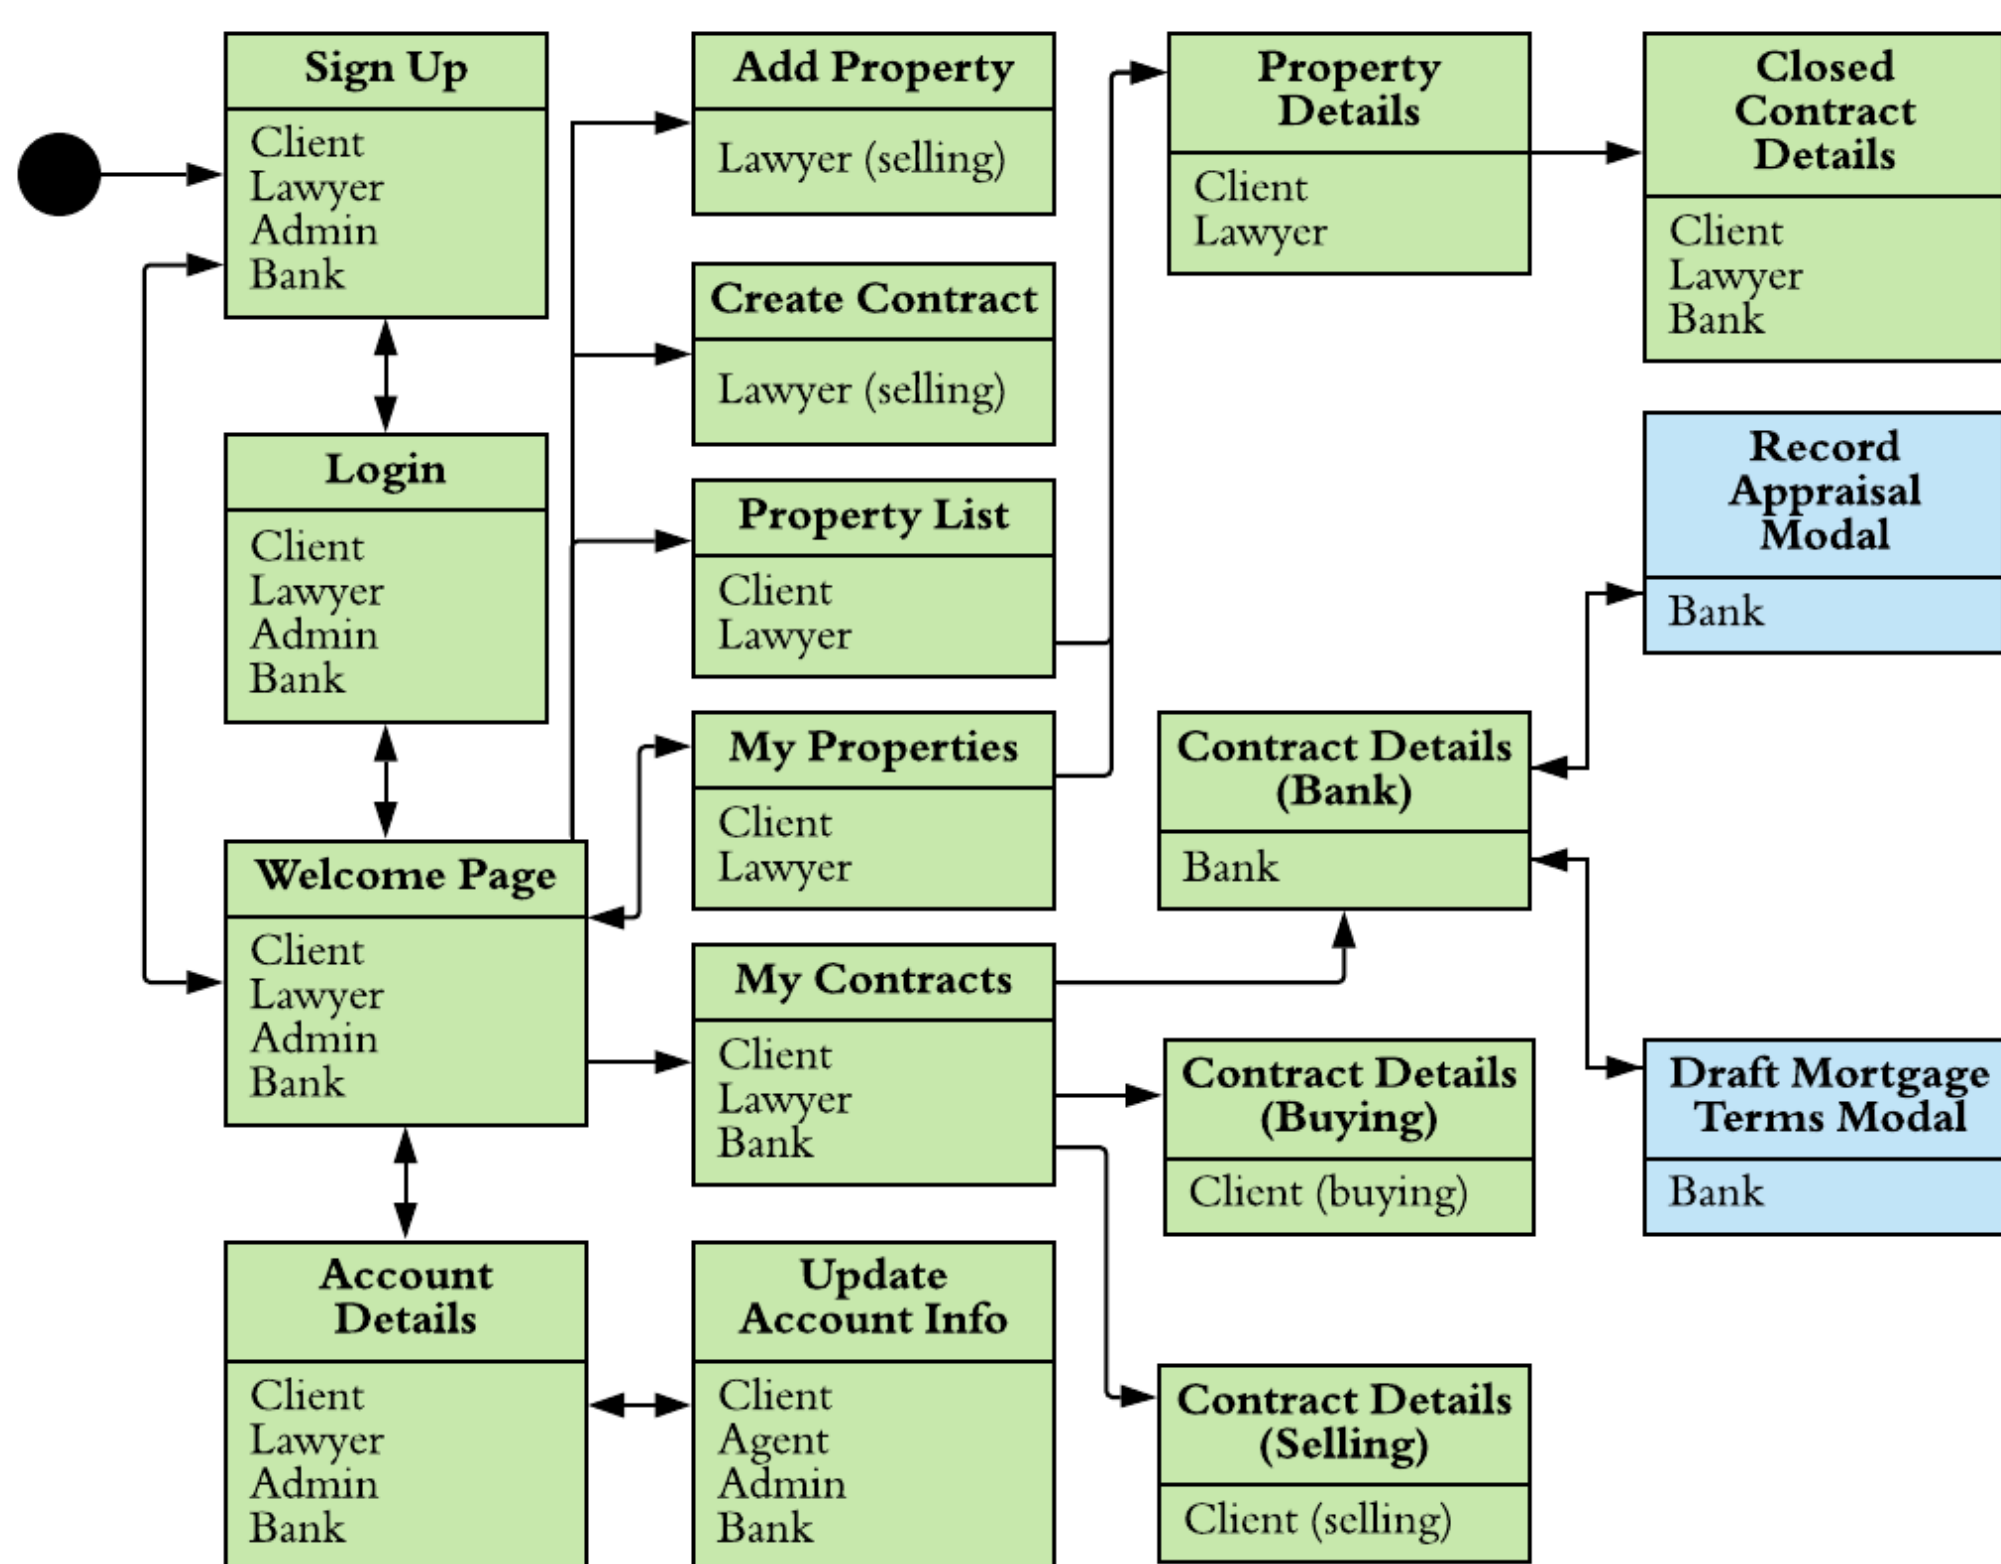 Sign Up
Client
Lawyer
Admin
Bank
Login
Client
Lawyer
Admin
Bank
Welcome Page
Client
Lawyer
Admin
Bank
Account
Details
Client
Lawyer
Admin
Bank
Add Property
Lawyer (selling)
Create Contract
Lawyer (selling)
Property List
Client
Lawyer
My Properties
Client
Lawyer
My Contracts
Client
Lawyer
Bank
Update
Account Info
Client
Agent
Admin
Bank
Property
Details
Client
Lawyer
Contract Details
(Bank)
Bank
Contract Details
(Buying)
Client (buying)
Contract Details
(Selling)
Client (selling)
Closed
Contract
Details
Client
Lawyer
Bank
Record
Appraisal
Modal
Bank
Draft Mortgage
Terms Modal
Bank